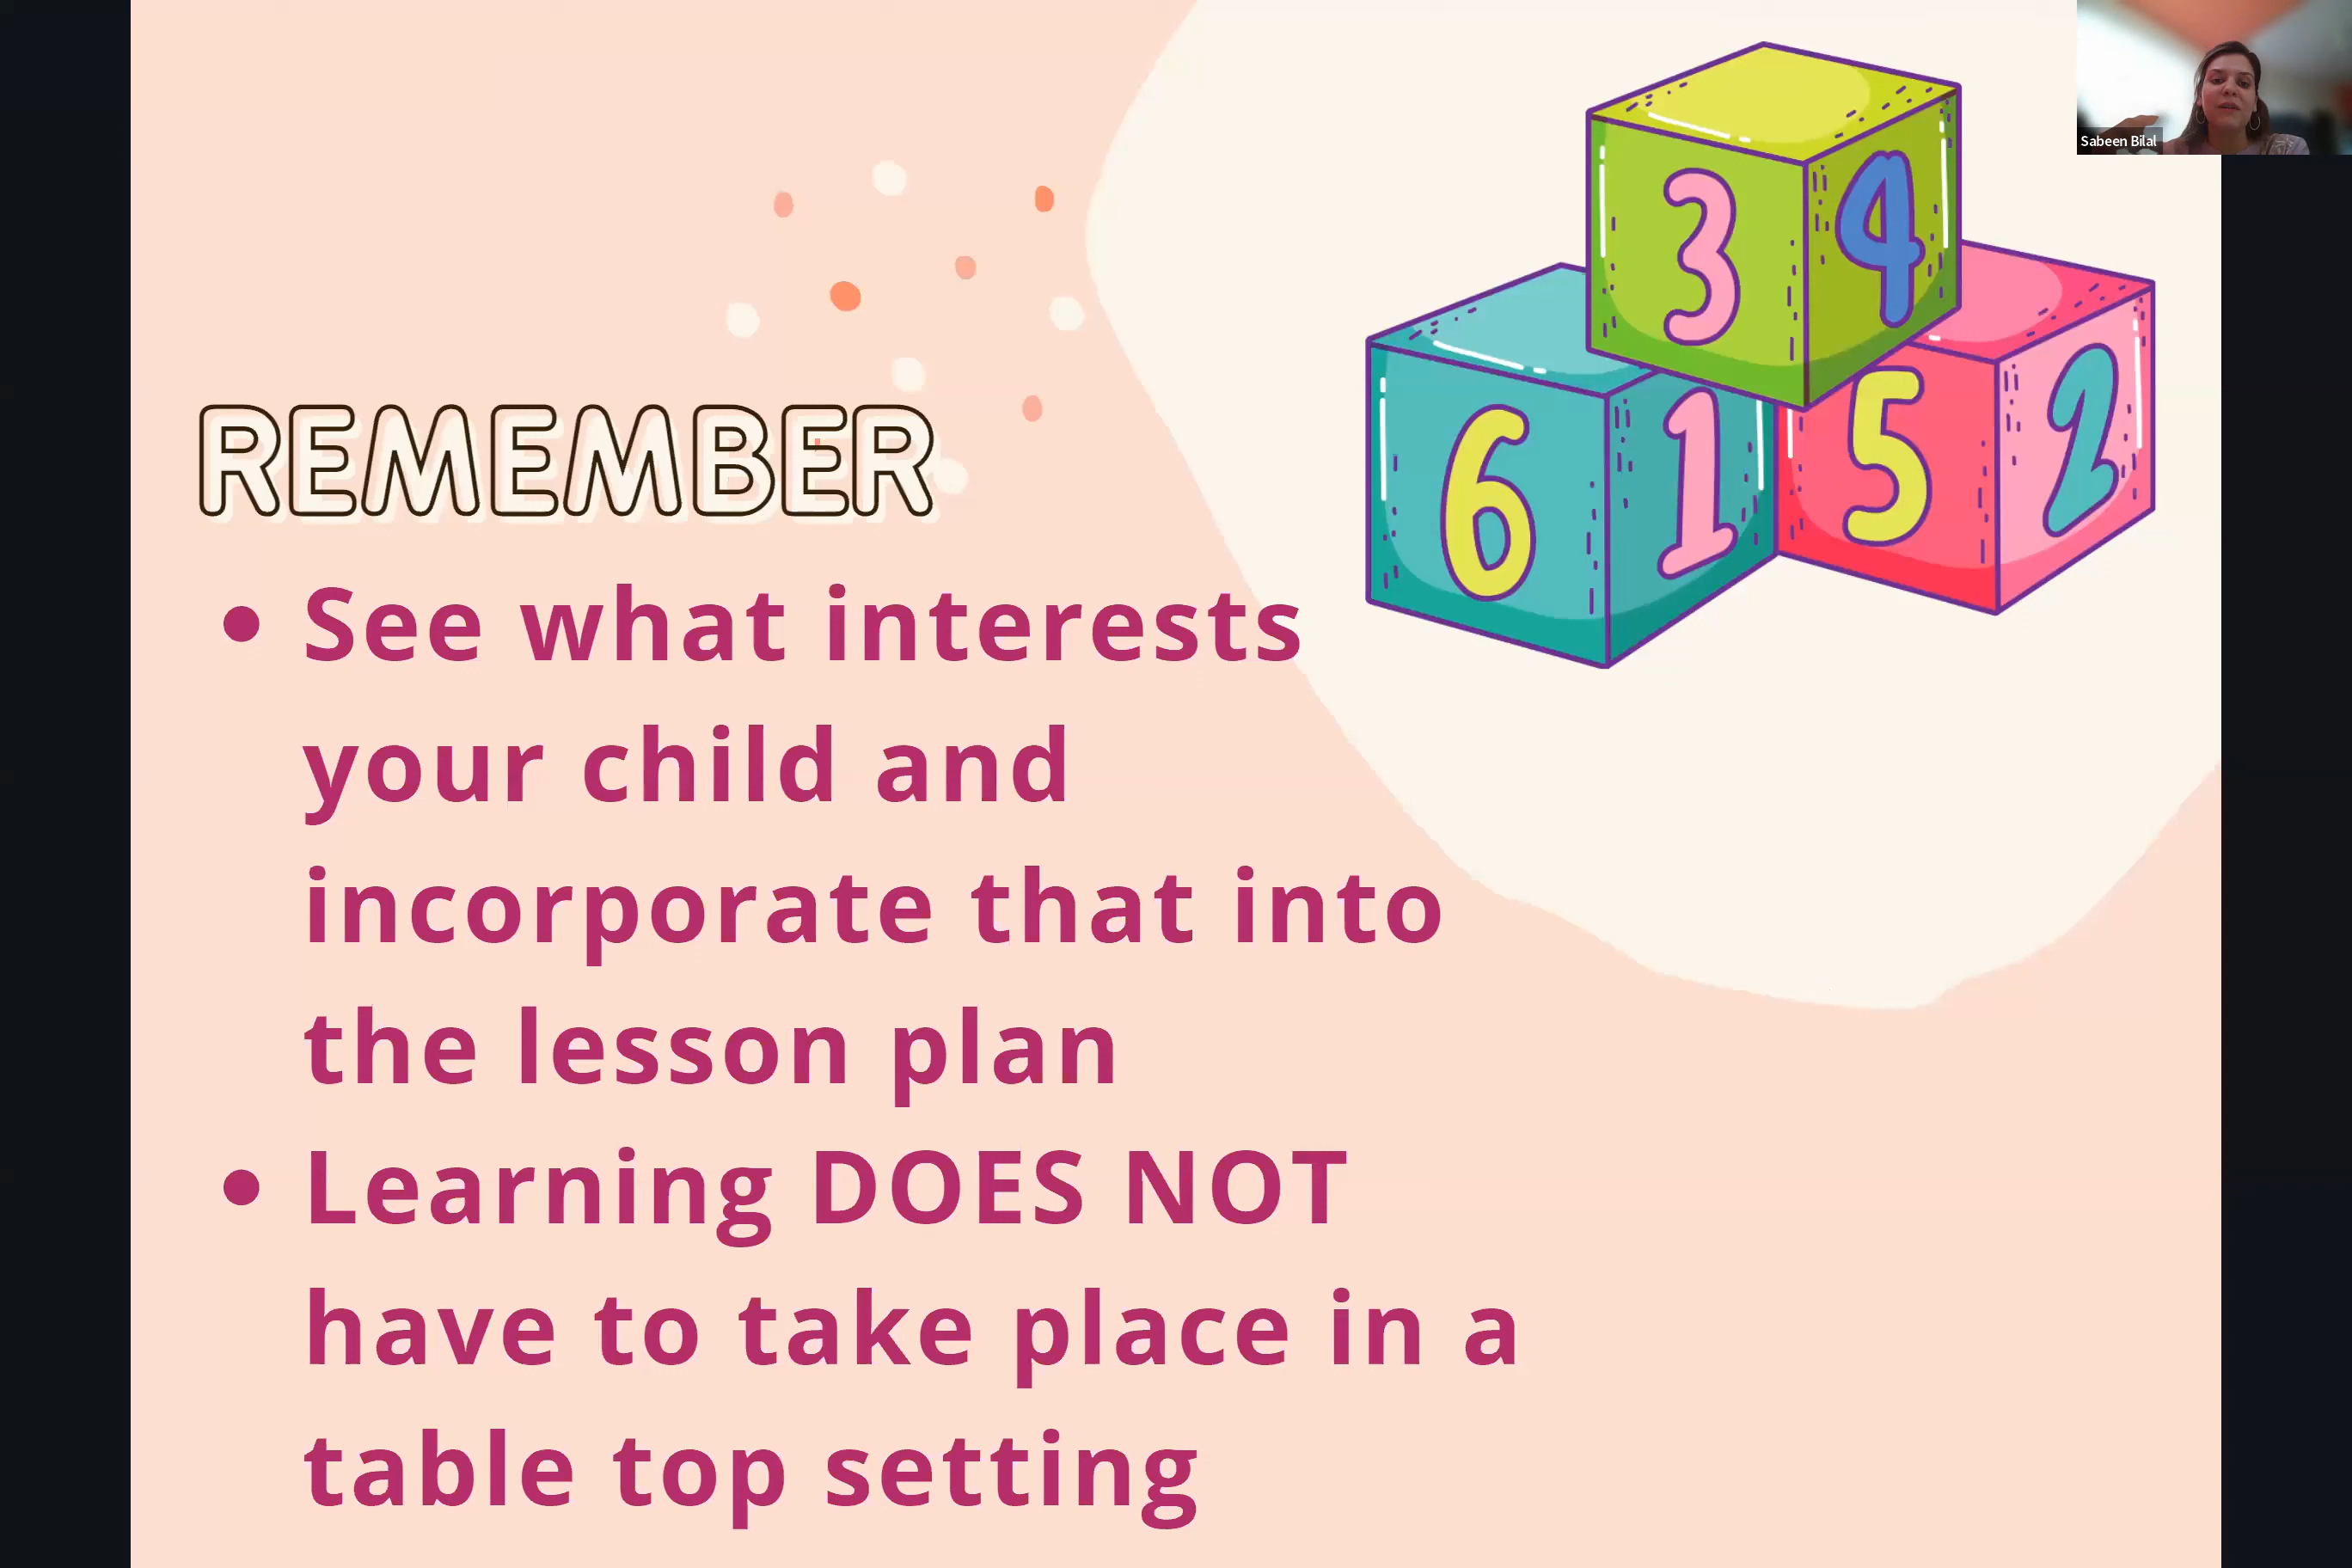 Sabeen Bilal
3 4
6 1 5 2
REMEMBER
• See what interests
your child and
incorporate that into
the lesson plan
• Learning DOES NOT
have to take place in a
table top setting